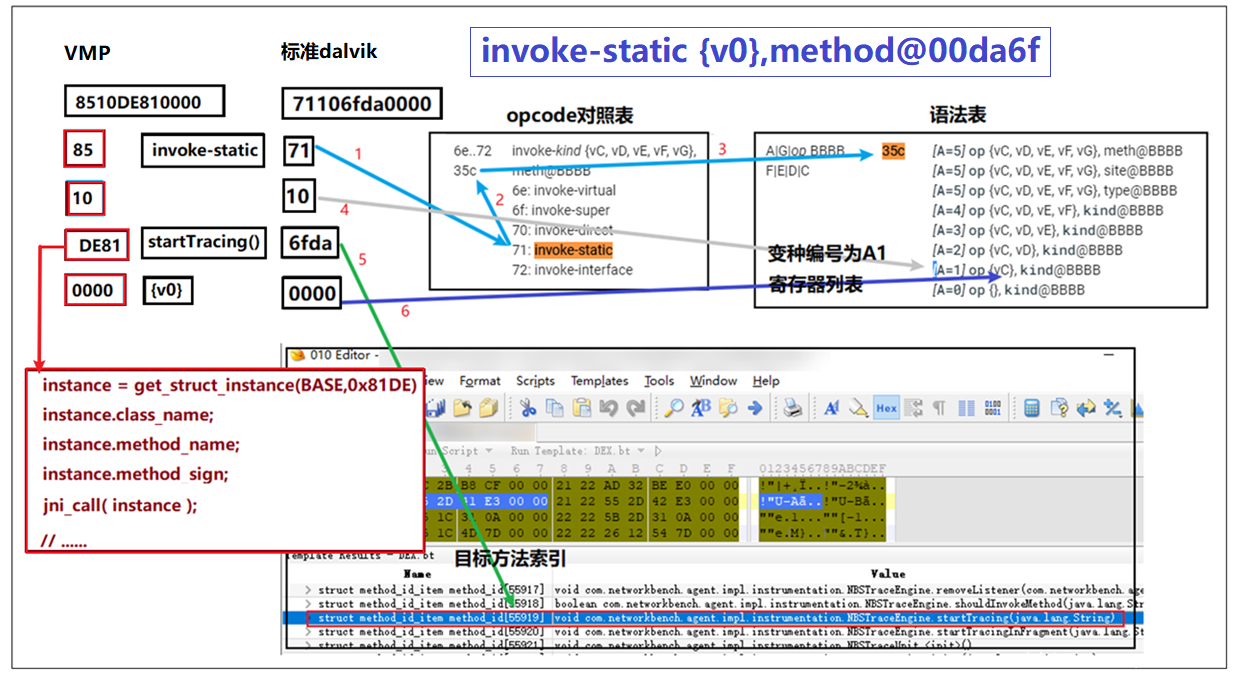 VMP
标准dalvik
invoke-static {v0},method@00da6f
8510DE810000
71106fda0000
opcode对照表
语法表
85
invoke-static
71
1
10
10
4
DE81
startTracing()
6fda
5
0000
{v0}
0000
6
6e..72 invoke-kind {vC, vD, vE, vF, vG},
35c meth@BBBB
2
6e: invoke-virtual
6f: invoke-super
70: invoke-direct
71: invoke-static
72: invoke-interface
3
A|G|op BBBB 35c [A=5] op {vC, vD, vE, vF, vG}, meth@BBBB
F|E|D|C [A=5] op {vC, vD, vE, vF, vG}, site@BBBB
[A=5] op {vC, vD, vE, vF, vG}, type@BBBB
[A=4] op {vC, vD, vE, vF}, kind@BBBB
[A=3] op {vC, vD, vE}, kind@BBBB
[A=2] op {vC, vD}, kind@BBBB
[A=1] op {vC}, kind@BBBB
[A=0] op {}, kind@BBBB
变种编号为A1
寄存器列表
instance = get_struct_instance(BASE,0x81DE)
instance.class_name;
instance.method_name;
instance.method_sign;
jni_call( instance );
// ......
010 Editor -
Format Scripts Templates Tools Window Help
Hex
Script Run Template: DEX.bt
3 4 5 6 7 8 9 A B C D E F 0123456789ABCDEF
2B B8 CF 00 00 21 22 AD 32 BE E0 00 00
2D 41 E3 00 00 21 22 55 2D 42 E3 00 00
1C 31 0A 00 00 22 22 5B 2D 31 0A 00 00
1C 4D 7D 00 00 22 22 26 12 54 7D 00 00
Template Results - DEX.bt
目标方法索引
Name Value
struct method_id_item method_id[55917] void com.networkbench.agent.impl.instrumentation.NBSTraceEngine.removeListener(com.networkbench.age
struct method_id_item method_id[55918] boolean com.networkbench.agent.impl.instrumentation.NBSTraceEngine.shouldInvokeMethod(java.lang.Str
struct method_id_item method_id[55919] void com.networkbench.agent.impl.instrumentation.NBSTraceEngine.startTracing(java.lang.String)
struct method_id_item method_id[55920] void com.networkbench.agent.impl.instrumentation.NBSTraceEngine.startTracingInFragment(java.lang.S
struct method_id_item method_id[55921] void com.networkbench.agent.impl.instrumentation.NBSTraceUnit.<init>()